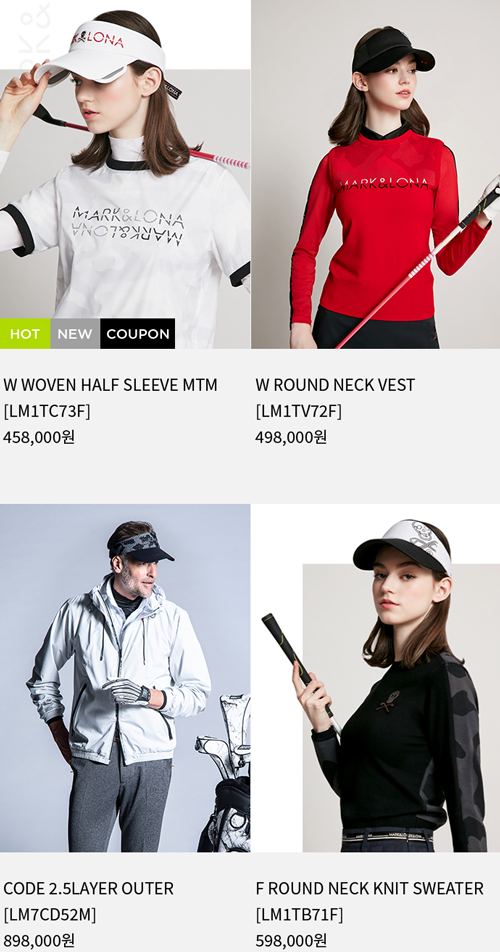 MARK&LONA
MARK&LONA
MARK&LONA
HOT
NEW
COUPON
W WOVEN HALF SLEEVE MTM
[LM1TC73F]
458,000원
W ROUND NECK VEST
[LM1TV72F]
498,000원
CODE 2.5LAYER OUTER
[LM7CD52M]
898,000원
F ROUND NECK KNIT SWEATER
[LM1TB71F]
598,000원